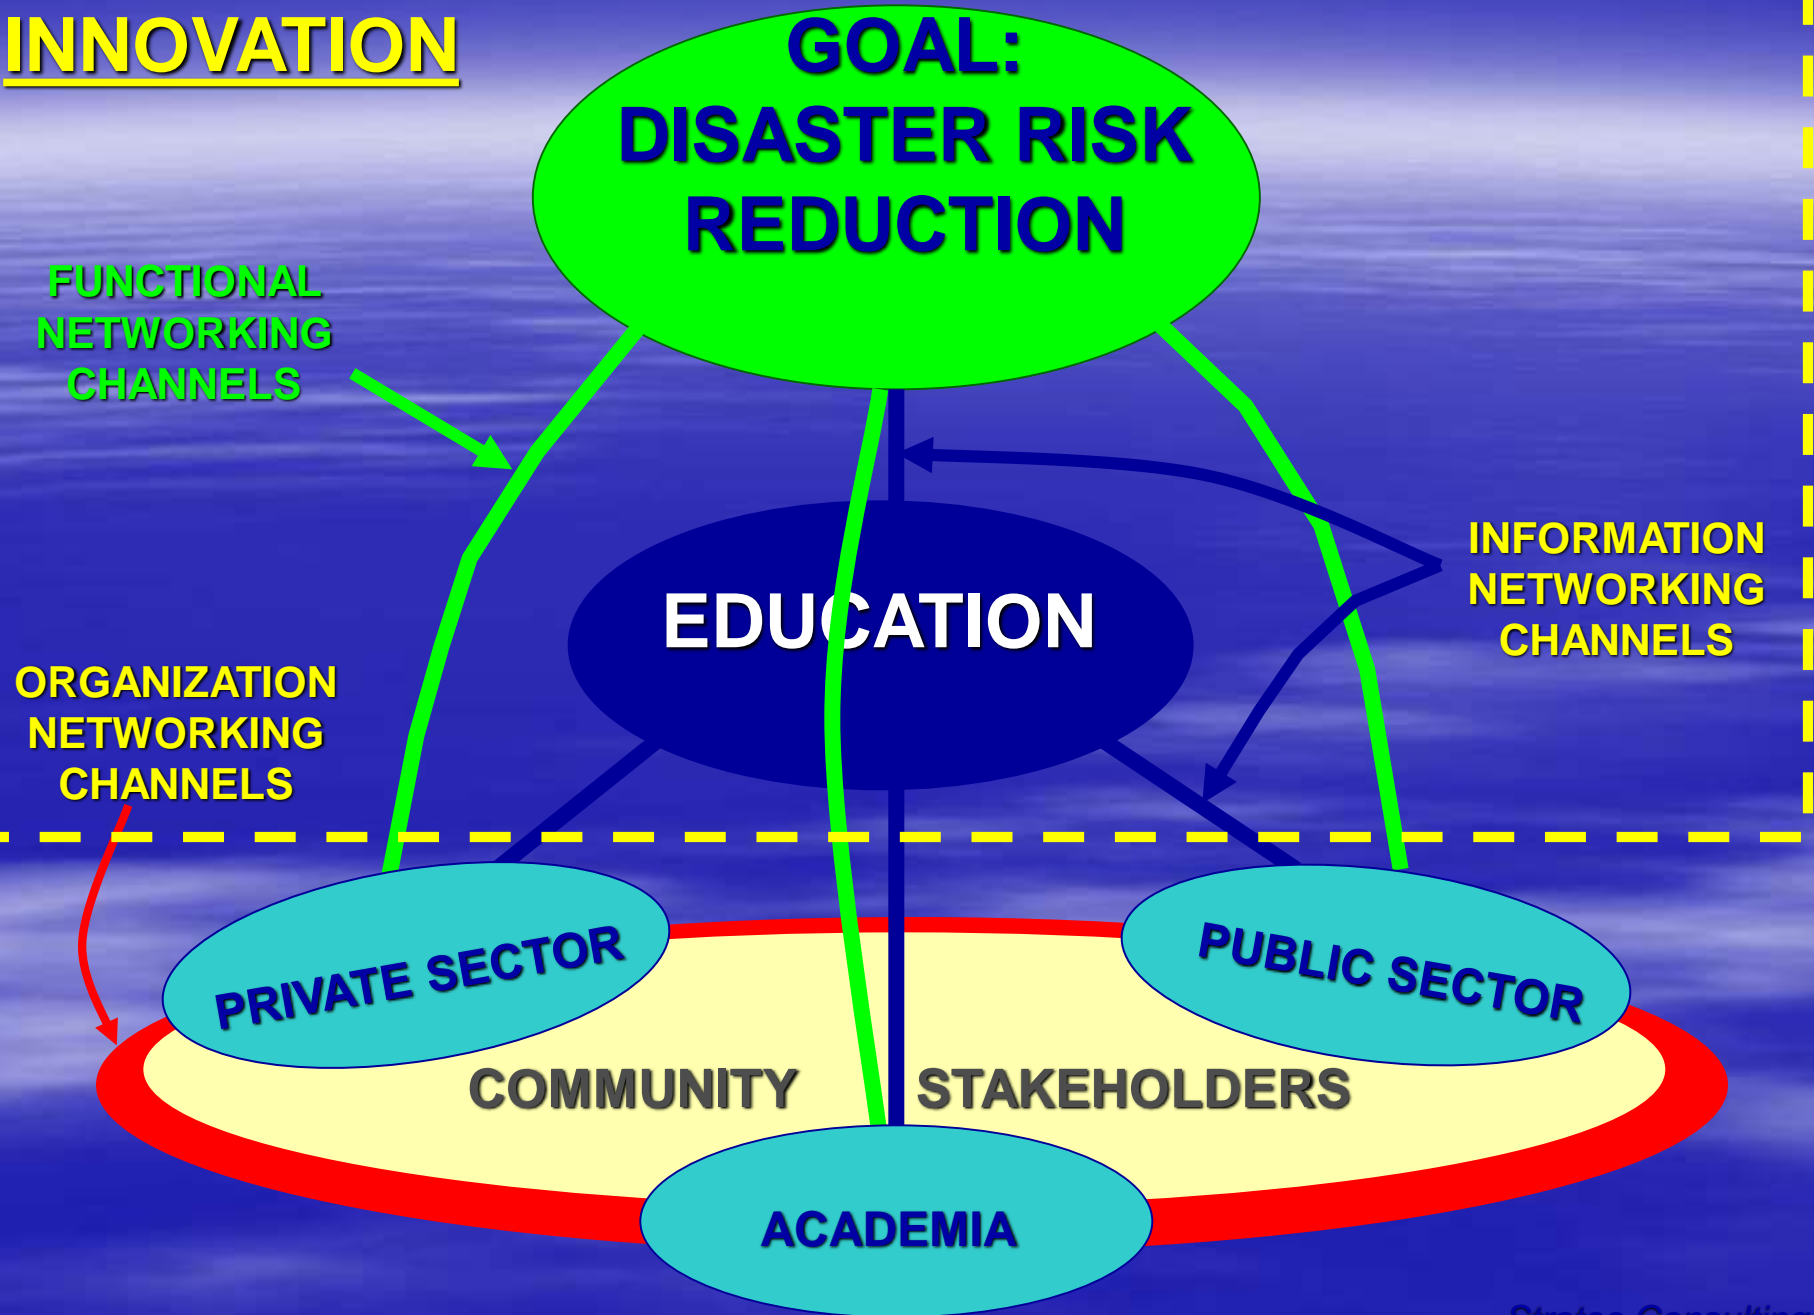 INNOVATION
GOAL:
DISASTER RISK
REDUCTION
FUNCTIONAL
NETWORKING
CHANNELS
EDUCATION
INFORMATION
NETWORKING
CHANNELS
ORGANIZATION
NETWORKING
CHANNELS
PRIVATE SECTOR
PUBLIC SECTOR
COMMUNITY STAKEHOLDERS
ACADEMIA
Consulting